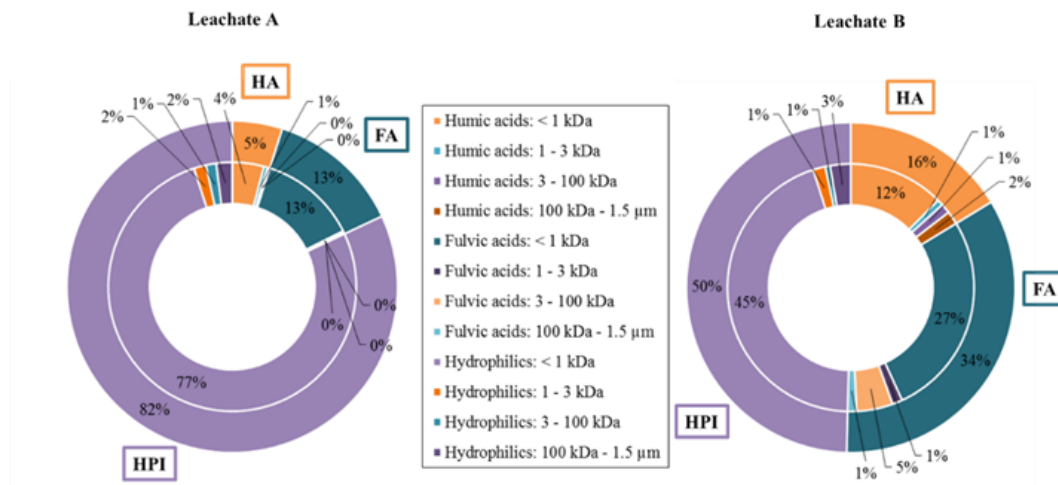 Leachate A
Leachate B
HA
1%
2%
4%
1%
2%
0%
0%
FA
5%
13%
13%
0%
0%
0%
77%
82%
HPI
Humic acids: < 1 kDa
Humic acids: 1 - 3 kDa
Humic acids: 3 - 100 kDa
Humic acids: 100 kDa - 1.5 µm
Fulvic acids: < 1 kDa
Fulvic acids: 1 - 3 kDa
Fulvic acids: 3 - 100 kDa
Fulvic acids: 100 kDa - 1.5 µm
Hydrophilics: < 1 kDa
Hydrophilics: 1 - 3 kDa
Hydrophilics: 3 - 100 kDa
Hydrophilics: 100 kDa - 1.5 µm
HA
1%
1%
3%
16%
1%
1%
2%
12%
50%
45%
FA
27%
34%
HPI
1%
5%
1%